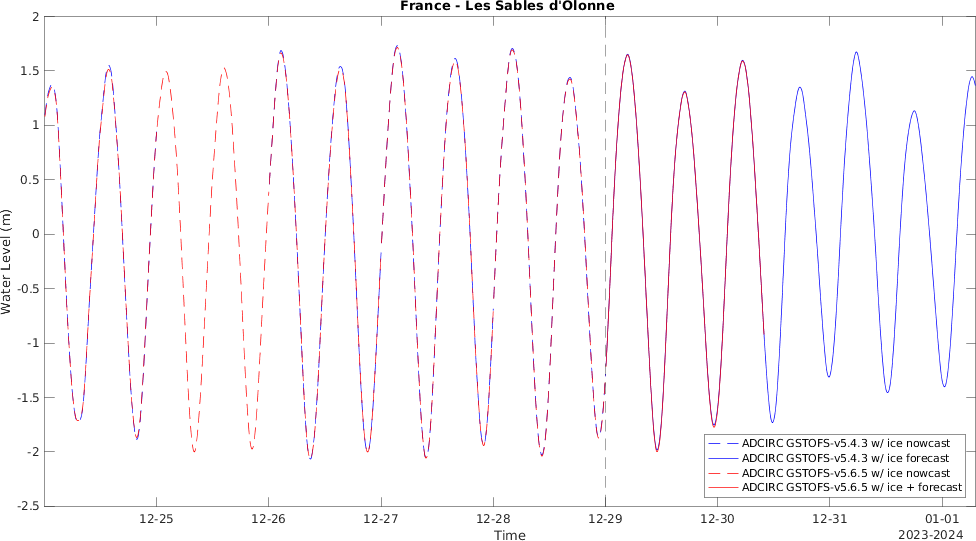 France - Les Sables d'Olonne
2
1.5
1
0.5
0
-0.5
-1
-1.5
-2
-2.5
Water Level (m)
12-25
12-26
12-27
12-28
12-29
12-30
12-31
01-01
Time
2023-2024
ADCIRC GSTOFS-v5.4.3 w/ ice nowcast
ADCIRC GSTOFS-v5.4.3 w/ ice forecast
ADCIRC GSTOFS-v5.6.5 w/ ice nowcast
ADCIRC GSTOFS-v5.6.5 w/ ice + forecast